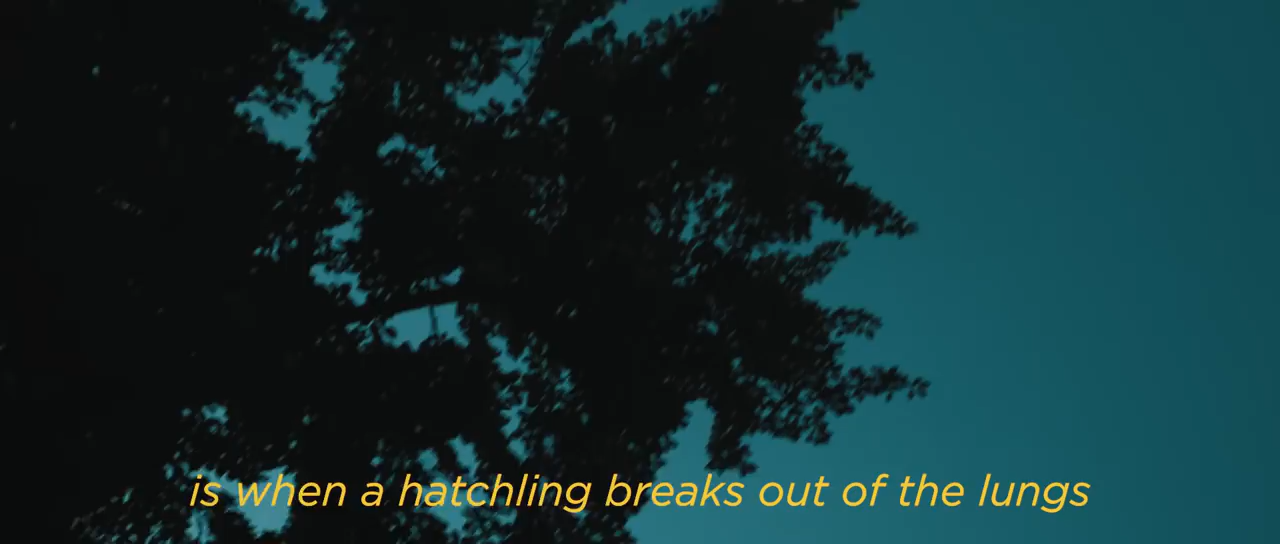 is when a hatchling breaks out of the lungs